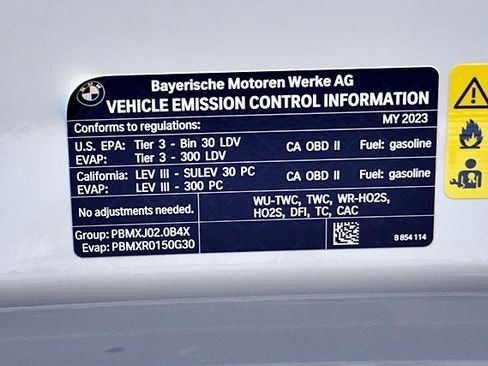 BMW
Bayerische Motoren Werke AG
VEHICLE EMISSION CONTROL INFORMATION
Conforms to regulations: MY 2023
U.S. EPA: Tier 3 - Bin 30 LDV CA OBD II Fuel: gasoline
EVAP: Tier 3 - 300 LDV
California: LEV III - SULEV 30 PC CA OBD II Fuel: gasoline
EVAP: LEV III - 300 PC
No adjustments needed. WU-TWC, TWC, WR-HO2S,
HO2S, DFI, TC, CAC
Group: PBMXJ02.0B4X
Evap: PBMXR0150G30 8 854 114